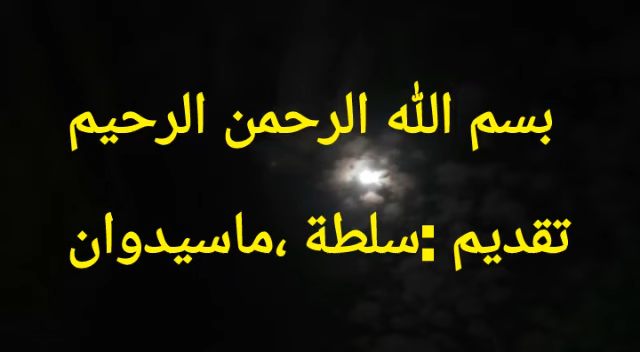 بسم الله الرحمن الرحيم
تقديم :سلطة ،ماسيدوان